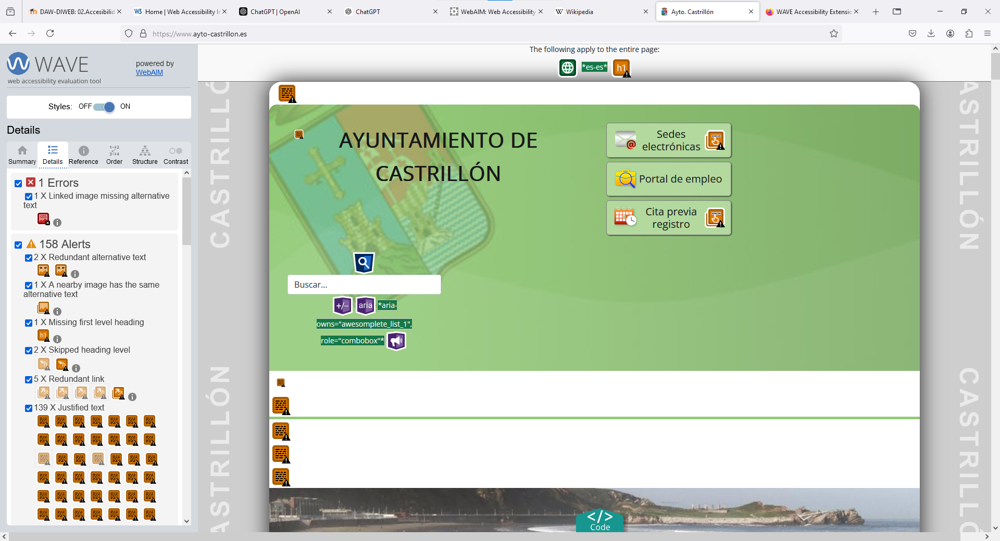 DAW-DIWEB: 02.Accesibilid
Home | Web Accessibility In
ChatGPT | OpenAI
ChatGPT
WebAIM: Web Accessibility
Wikipedia
Ayto. Castrillón
WAVE Accessibility Extensio
https://www.ayto-castrillon.es
WAVE
web accessibility evaluation tool
powered by
WebAIM
Styles: OFF ON
Details
Summary
Details
Reference
Order
Structure
Contrast
1 Errors
1 X Linked image missing alternative
text
158 Alerts
2 X Redundant alternative text
1 X A nearby image has the same
alternative text
1 X Missing first level heading
h1
2 X Skipped heading level
5 X Redundant link
139 X Justified text
The following apply to the entire page:
*es-es* h1
CASTRILLÓN
CASTRILLÓN
CASTRILLÓN
CASTRILLÓN
AYUNTAMIENTO DE
CASTRILLÓN
Sedes
electrónicas
Portal de empleo
Cita previa
registro
Buscar...
+/− aria *aria-
owns="awesomplete_list_1",
role="combobox"*
</>
Code